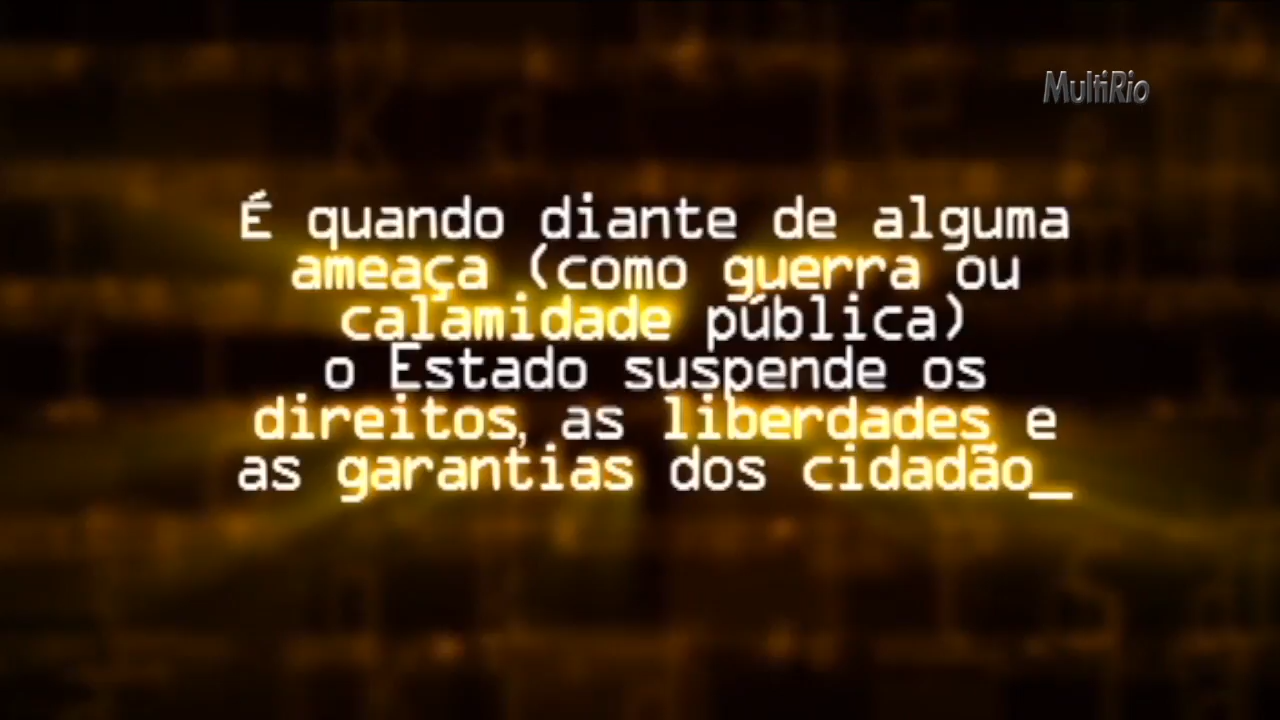 MultiRio
É quando diante de alguma
ameaça (como guerra ou
calamidade pública)
o Estado suspende os
direitos, as liberdades e
as garantias dos cidadão_